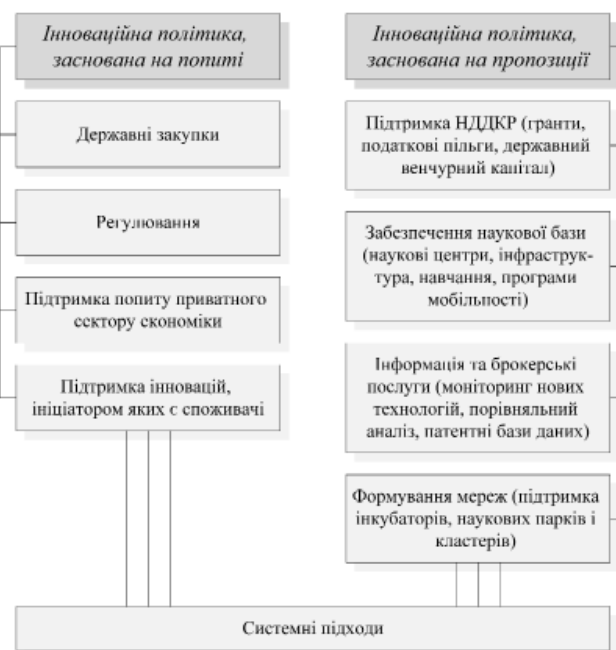 Інноваційна політика,
заснована на попиті
Державні закупки
Регулювання
Підтримка попиту приватного
сектору економіки
Підтримка інновацій,
ініціатором яких є споживачі
Інноваційна політика,
заснована на пропозиції
Підтримка НДДКР (гранти,
податкові пільги, державний
венчурний капітал)
Забезпечення наукової бази
(наукові центри, інфраструк-
тура, навчання, програми
мобільності)
Інформація та брокерські
послуги (моніторинг нових
технологій, порівняльний
аналіз, патентні бази даних)
Формування мереж (підтримка
інкубаторів, наукових парків і
кластерів)
Системні підходи